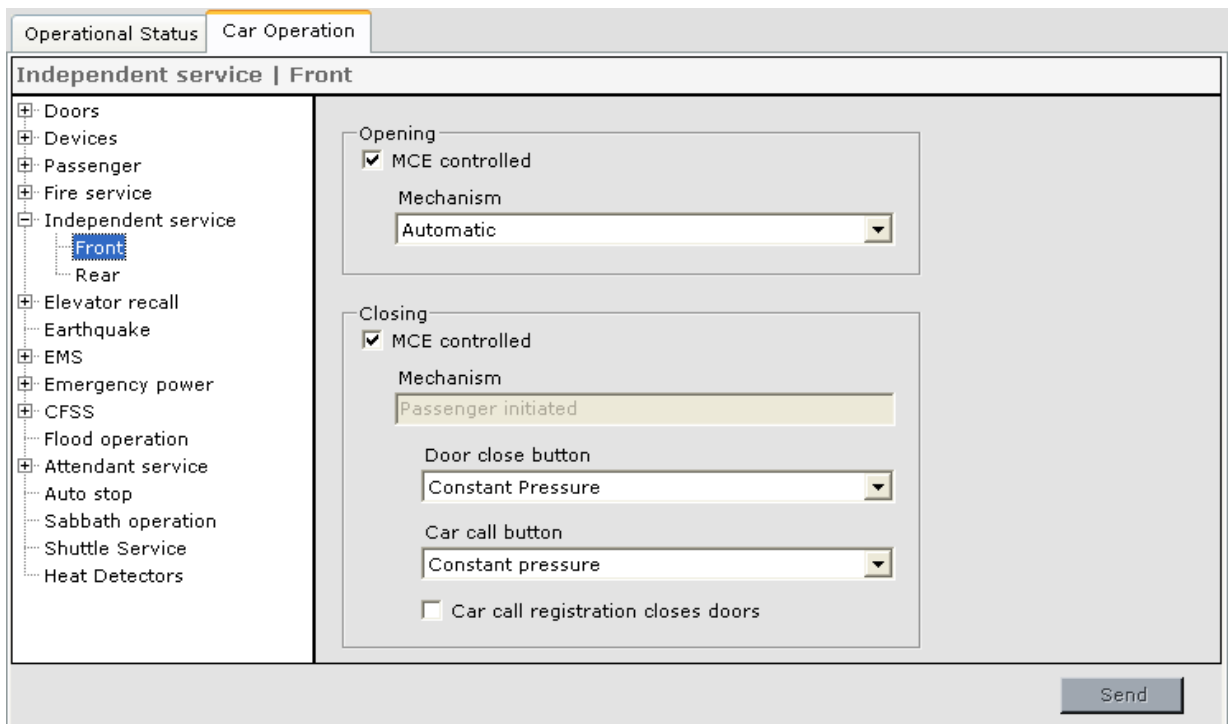 Operational Status
Car Operation
Independent service | Front
Doors
Devices
Passenger
Fire service
Independent service
Front
Rear
Elevator recall
Earthquake
EMS
Emergency power
CFSS
Flood operation
Attendant service
Auto stop
Sabbath operation
Shuttle Service
Heat Detectors
Opening
MCE controlled
Mechanism
Automatic
Closing
MCE controlled
Mechanism
Passenger initiated
Door close button
Constant Pressure
Car call button
Constant pressure
Car call registration closes doors
Send